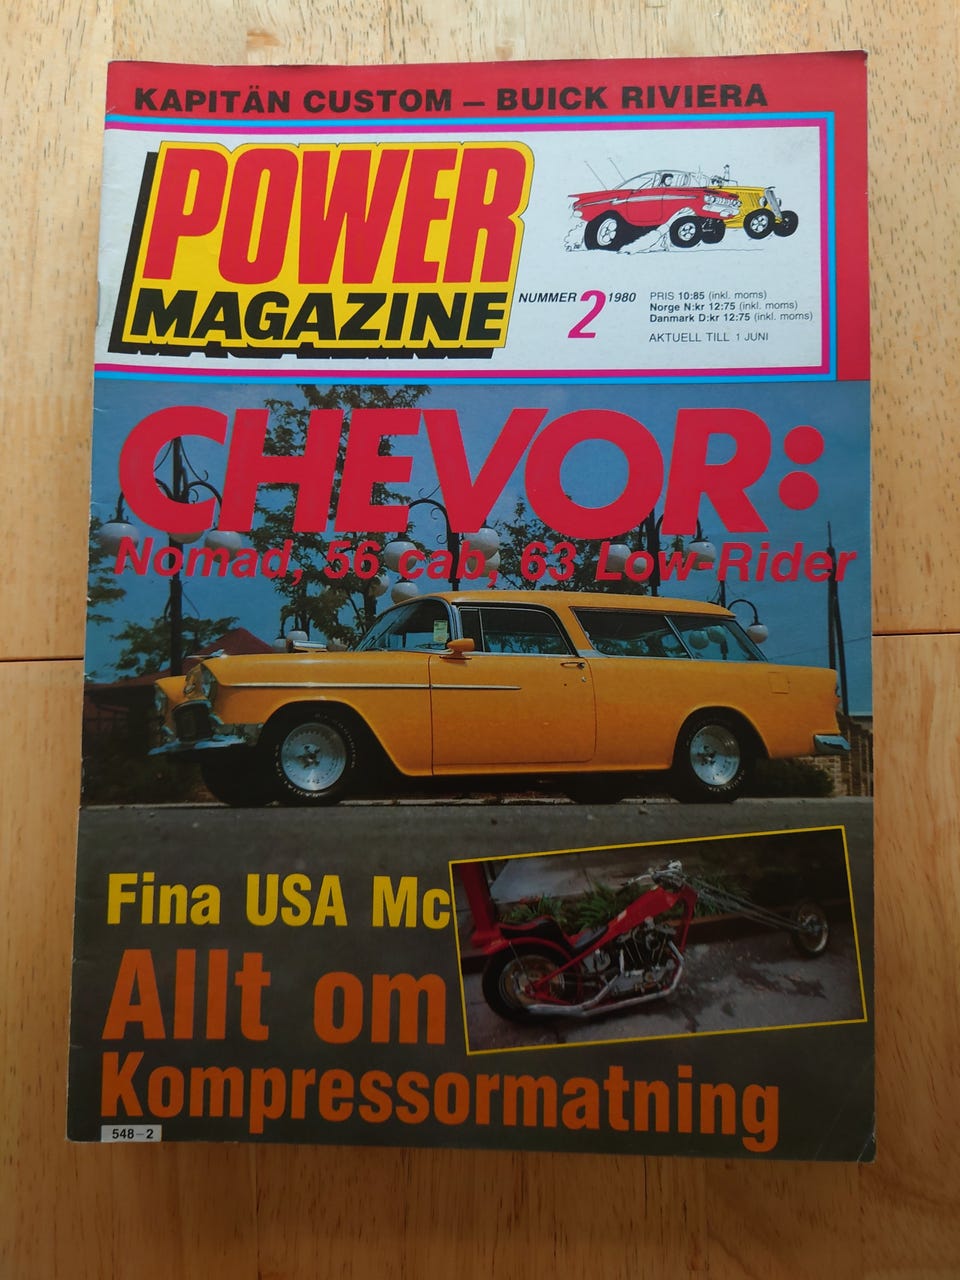 KAPITÄN CUSTOM – BUICK RIVIERA
POWER
MAGAZINE
NUMMER 2 1980
PRIS 10:85 (inkl. moms)
Norge N:kr 12:75 (inkl. moms)
Danmark D:kr 12:75 (inkl. moms)
AKTUELL TILL 1 JUNI
CHEVOR:
Nomad, 56 cab, 63 Low-Rider
Fina USA Mc
Allt om
Kompressormatning
548-2